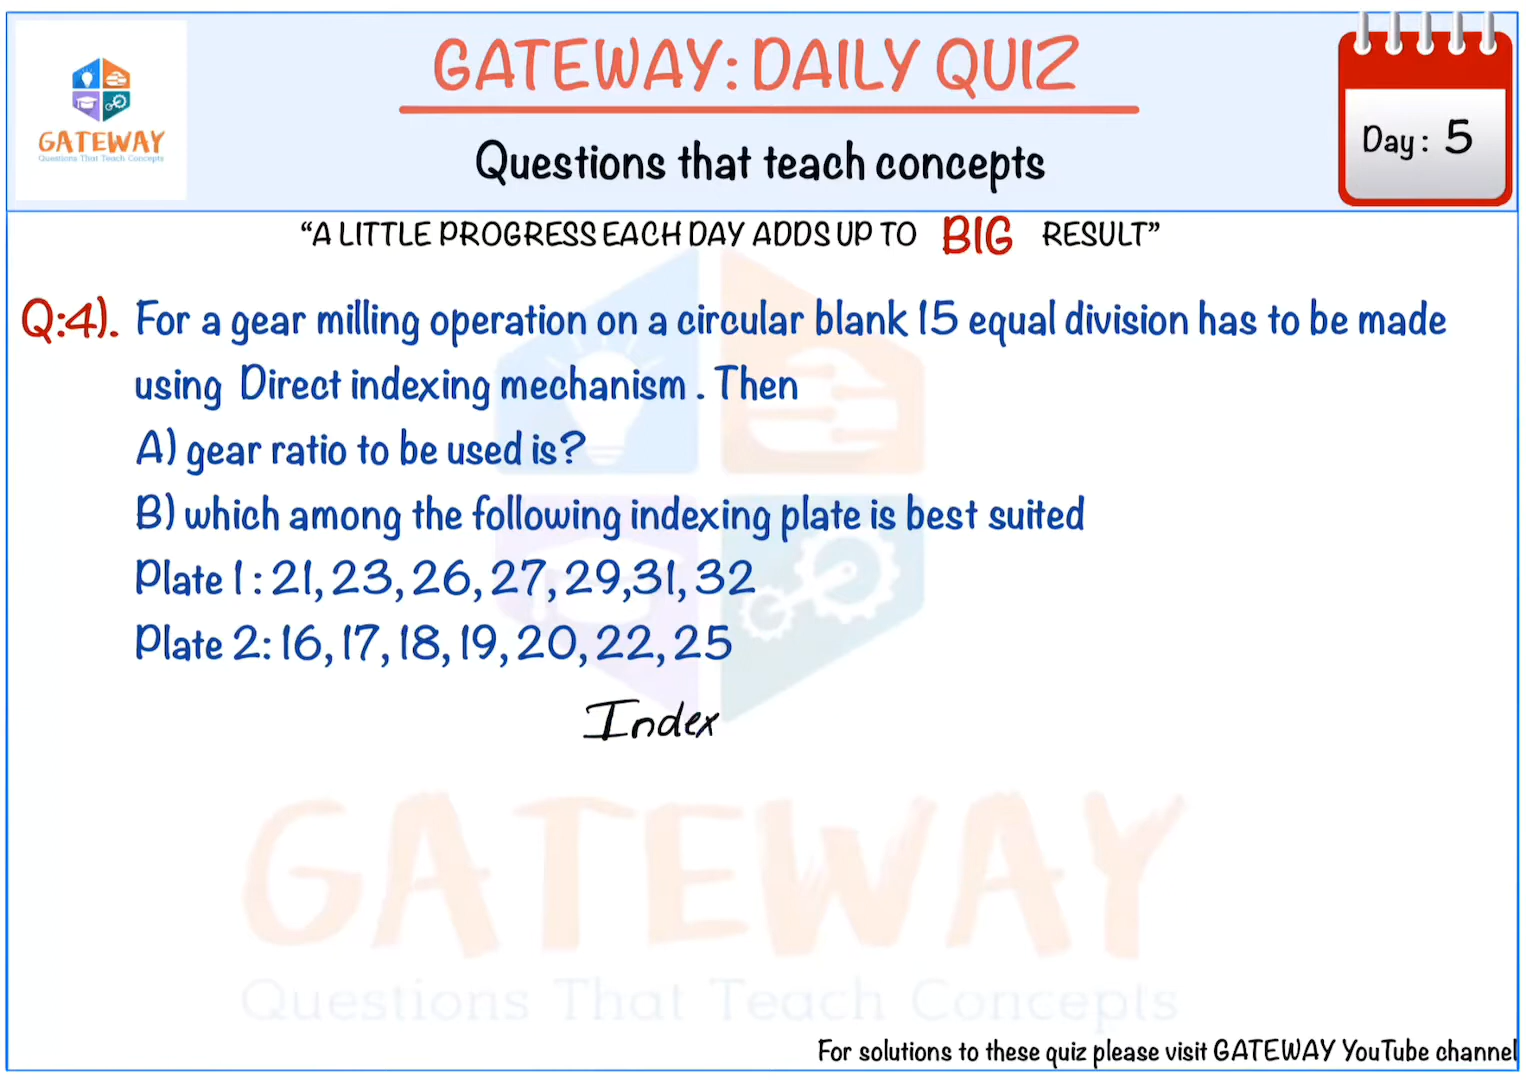 GATEWAY: DAILY QUIZ
GATEWAY
Questions That Teach Concepts
Questions that teach concepts
Day: 5
“A LITTLE PROGRESS EACH DAY ADDS UP TO BIG RESULT”
Q:4). For a gear milling operation on a circular blank 15 equal division has to be made
using Direct indexing mechanism . Then
A) gear ratio to be used is?
B) which among the following indexing plate is best suited
Plate 1 : 21, 23, 26, 27, 29,31, 32
Plate 2: 16, 17, 18, 19, 20, 22, 25
Index
GATEWAY
Questions That Teach Concepts
For solutions to these quiz please visit GATEWAY YouTube channel